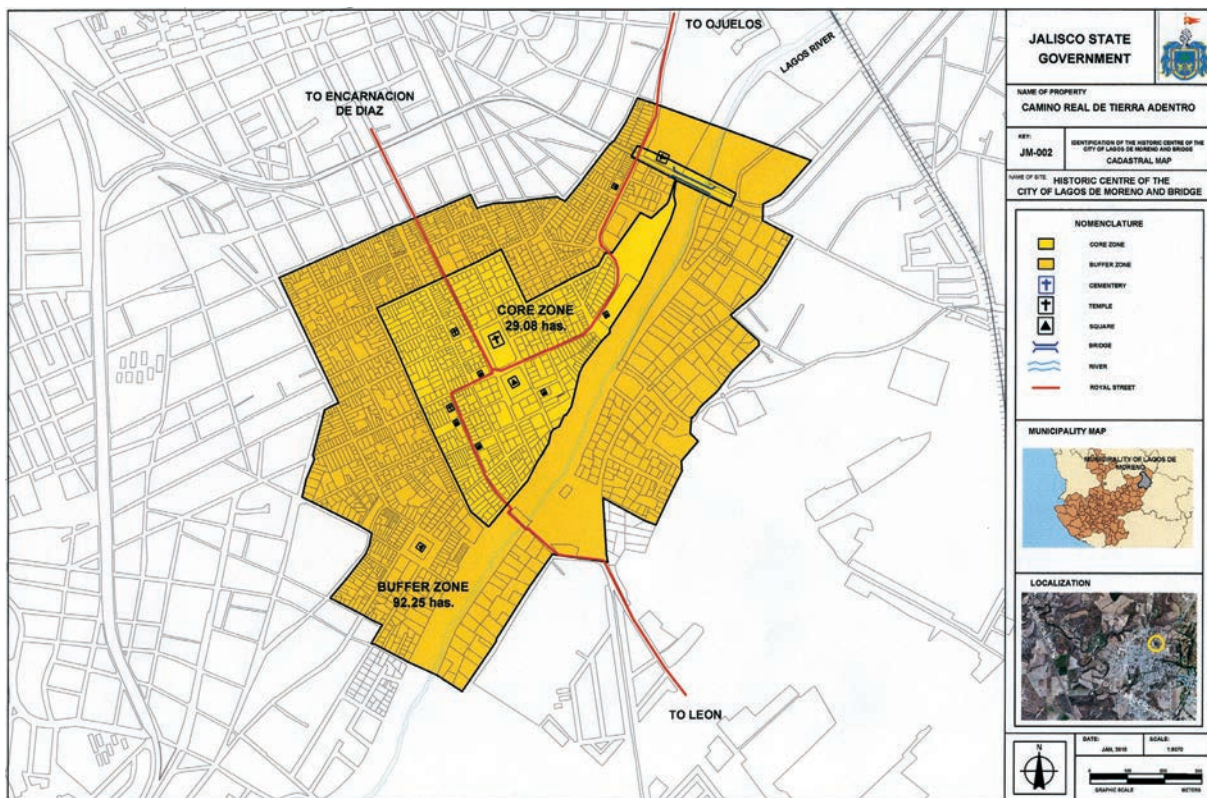 TO OJUELOS
LAGOS RIVER
TO ENCARNACION
DE DIAZ
CORE ZONE
29.08 has.
BUFFER ZONE
92.25 has.
TO LEON
JALISCO STATE
GOVERNMENT
NAME OF PROPERTY
CAMINO REAL DE TIERRA ADENTRO
KEY:
JM-002
IDENTIFICATION OF THE HISTORIC CENTRE OF THE
CITY OF LAGOS DE MORENO AND BRIDGE
CADASTRAL MAP
NAME OF SITE: HISTORIC CENTRE OF THE
CITY OF LAGOS DE MORENO AND BRIDGE
NOMENCLATURE
CORE ZONE
BUFFER ZONE
CEMENTERY
TEMPLE
SQUARE
BRIDGE
RIVER
ROYAL STREET
MUNICIPALITY MAP
MUNICIPALITY OF LAGOS DE
MORENO
LOCALIZATION
N
DATE:
SCALE:
GRAPHIC SCALE
METERS